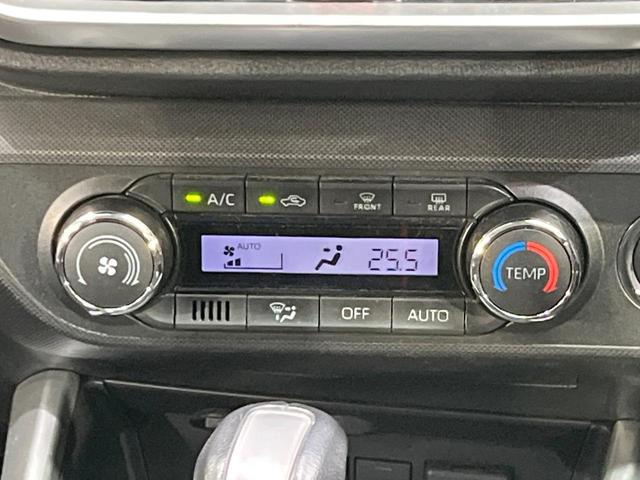 A/C
FRONT
REAR
AUTO
25.5
TEMP
OFF
AUTO